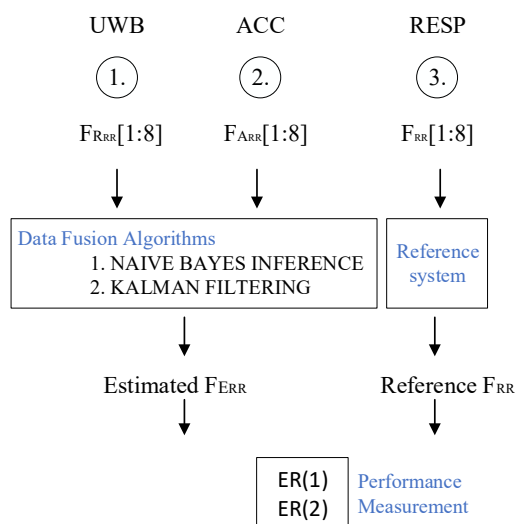 UWB ACC RESP
1. 2. 3.
FRRR[1:8] FARR[1:8] FRR[1:8]
Data Fusion Algorithms
1. NAIVE BAYES INFERENCE
2. KALMAN FILTERING
Reference
system
Estimated FERR Reference FRR
ER(1)
ER(2)
Performance
Measurement